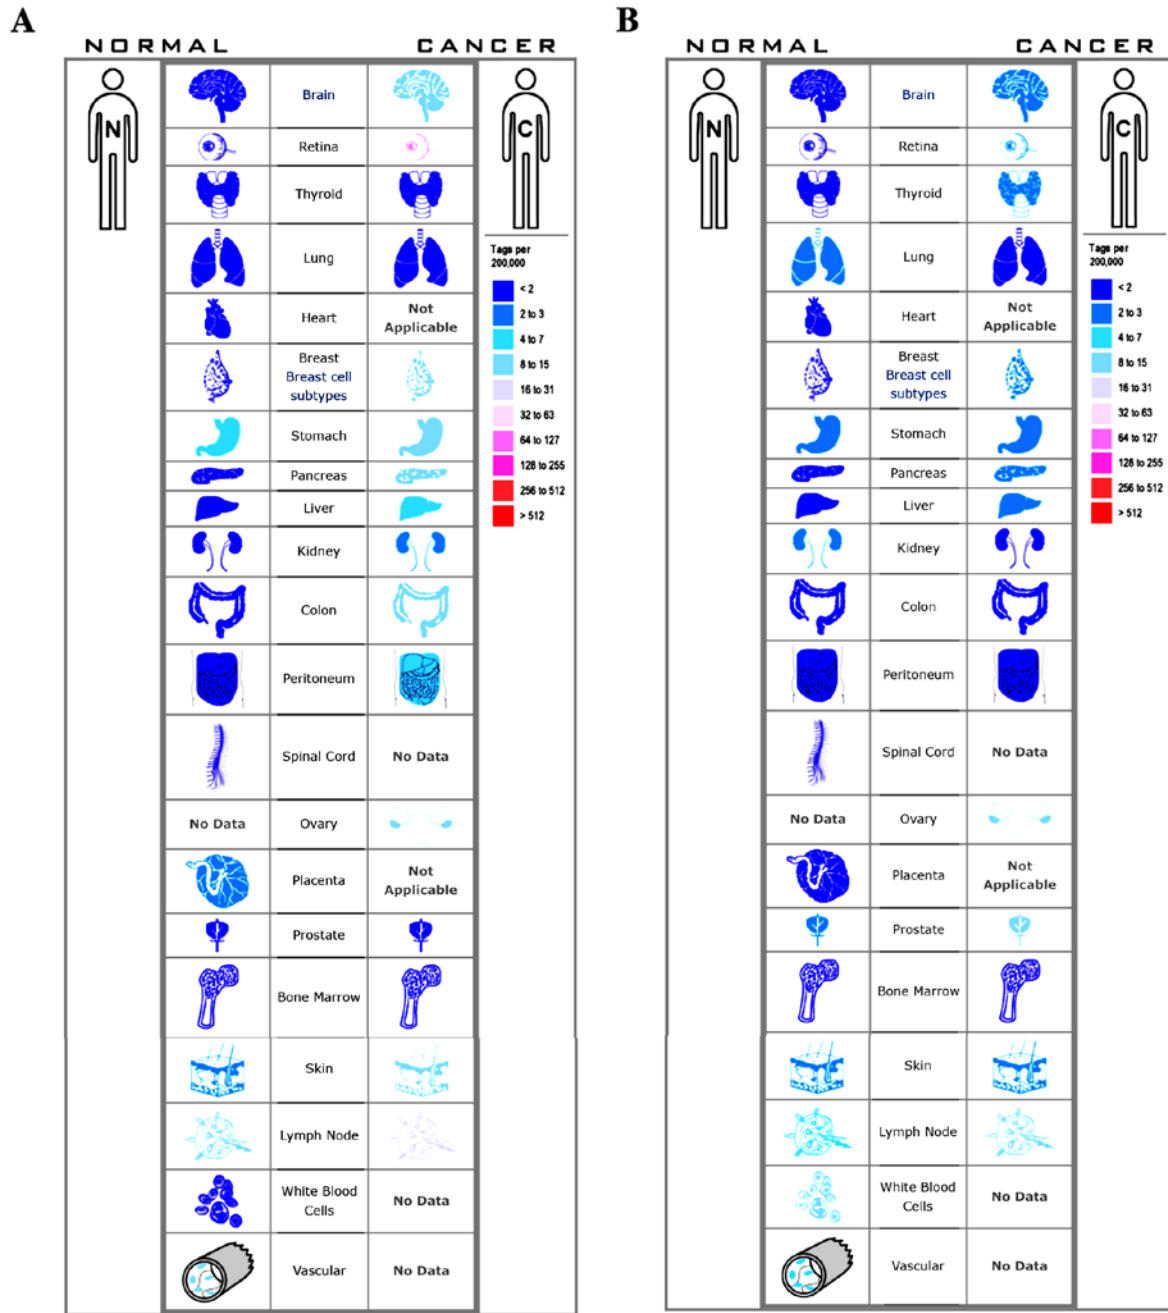 A
NORMAL CANCER
N
C
Brain
Retina
Thyroid
Lung
Heart
Not
Applicable
Breast
Breast cell
subtypes
Stomach
Pancreas
Liver
Kidney
Colon
Peritoneum
Spinal Cord
No Data
No Data
Ovary
Placenta
Not
Applicable
Prostate
Bone Marrow
Skin
Lymph Node
White Blood
Cells
No Data
Vascular
No Data
Tags per
200,000
< 2
2 to 3
4 to 7
8 to 15
16 to 31
32 to 63
64 to 127
128 to 255
256 to 512
> 512
B
NORMAL CANCER
N
C
Brain
Retina
Thyroid
Lung
Heart
Not
Applicable
Breast
Breast cell
subtypes
Stomach
Pancreas
Liver
Kidney
Colon
Peritoneum
Spinal Cord
No Data
No Data
Ovary
Placenta
Not
Applicable
Prostate
Bone Marrow
Skin
Lymph Node
White Blood
Cells
No Data
Vascular
No Data
Tags per
200,000
< 2
2 to 3
4 to 7
8 to 15
16 to 31
32 to 63
64 to 127
128 to 255
256 to 512
> 512